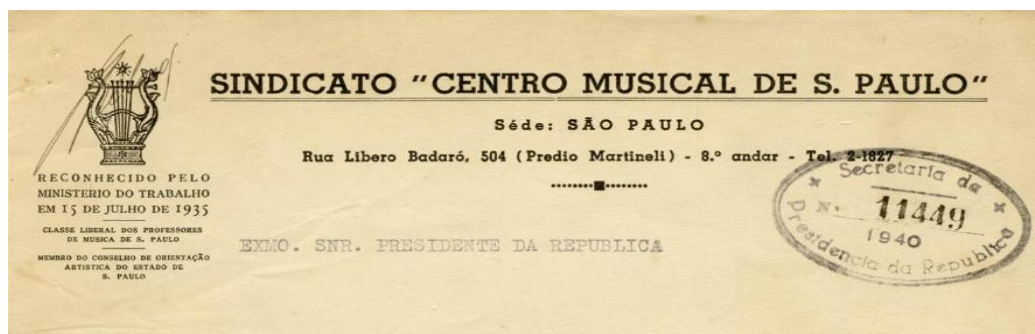 SINDICATO "CENTRO MUSICAL DE S. PAULO"
Séde: SÃO PAULO
Rua Libero Badaró, 504 (Predio Martineli) - 8.º andar - Tel. 2-1827
RECONHECIDO PELO
MINISTERIO DO TRABALHO
EM 15 DE JULHO DE 1935
CLASSE LIBERAL DOS PROFESSORES
DE MUSICA DE S. PAULO
MEMBRO DO CONSELHO DE ORIENTAÇÃO
ARTISTICA DO ESTADO DE
S. PAULO
Secretaria da
N. 11449
1940
Presidencia da Republica
EXMO. SNR. PRESIDENTE DA REPUBLICA